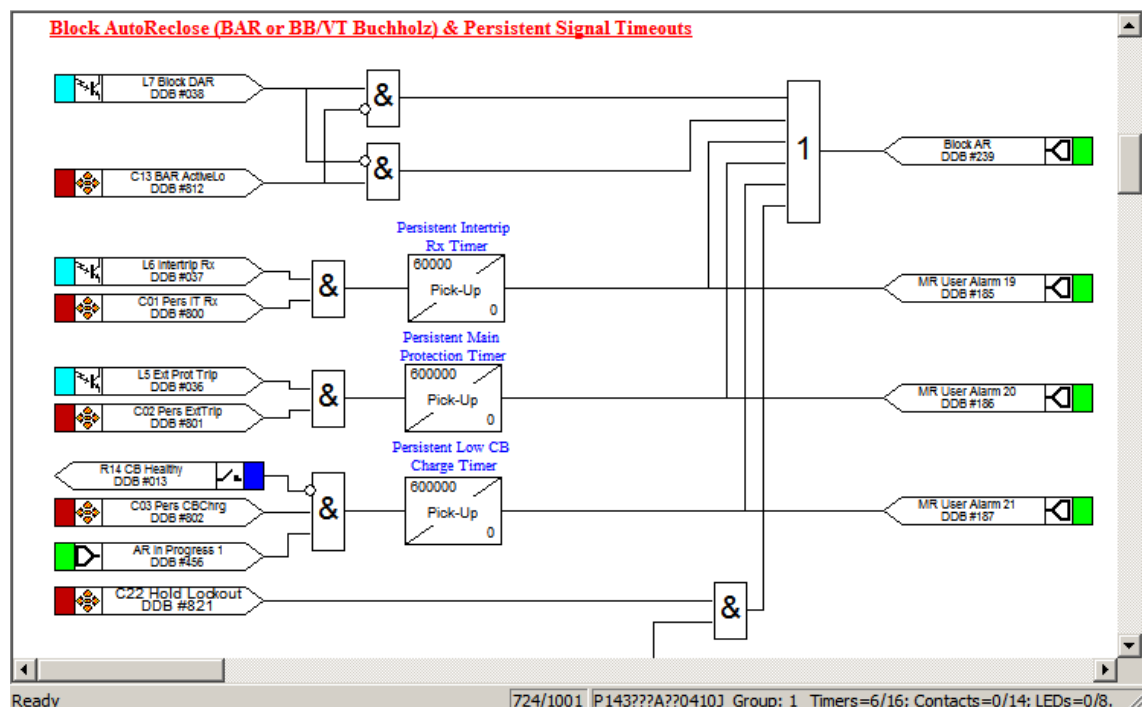 Block AutoReclose (BAR or BB/VT Buchholz) & Persistent Signal Timeouts
L7 Block DAR
DDB #038
&
1
Block AR
DDB #239
C13 BAR ActiveLo
DDB #812
&
Persistent Intertrip
Rx Timer
L6 Intertrip Rx
DDB #037
C01 Pers IT Rx
DDB #800
&
60000
Pick-Up
0
MR User Alarm 19
DDB #185
Persistent Main
Protection Timer
L5 Ext Prot Trip
DDB #036
C02 Pers ExtTrip
DDB #801
&
600000
Pick-Up
0
MR User Alarm 20
DDB #186
Persistent Low CB
Charge Timer
R14 CB Healthy
DDB #013
C03 Pers CBChrg
DDB #802
AR In Progress 1
DDB #456
&
600000
Pick-Up
0
MR User Alarm 21
DDB #187
C22 Hold Lockout
DDB #821
&
Ready
724/1001
P143???A??0410J Group: 1 Timers=6/16; Contacts=0/14; LEDs=0/8.